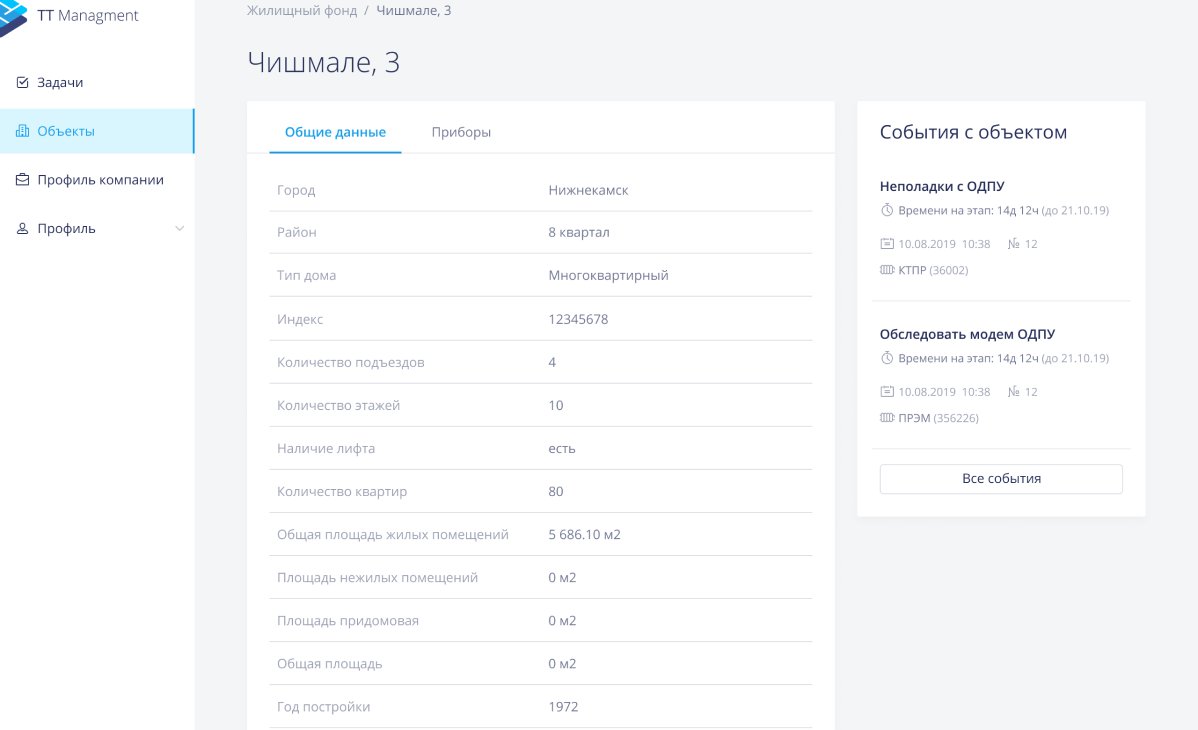 TT Managment
Задачи
Объекты
Профиль компании
Профиль
Жилищный фонд / Чишмале, 3
Чишмале, 3
Общие данные Приборы
Город Нижнекамск
Район 8 квартал
Тип дома Многоквартирный
Индекс 12345678
Количество подъездов 4
Количество этажей 10
Наличие лифта есть
Количество квартир 80
Общая площадь жилых помещений 5 686.10 м2
Площадь нежилых помещений 0 м2
Площадь придомовая 0 м2
Общая площадь 0 м2
Год постройки 1972
События с объектом
Неполадки с ОДПУ
Времени на этап: 14д 12ч (до 21.10.19)
10.08.2019 10:38 № 12
КТПР (36002)
Обследовать модем ОДПУ
Времени на этап: 14д 12ч (до 21.10.19)
10.08.2019 10:38 № 12
ПРЭМ (356226)
Все события